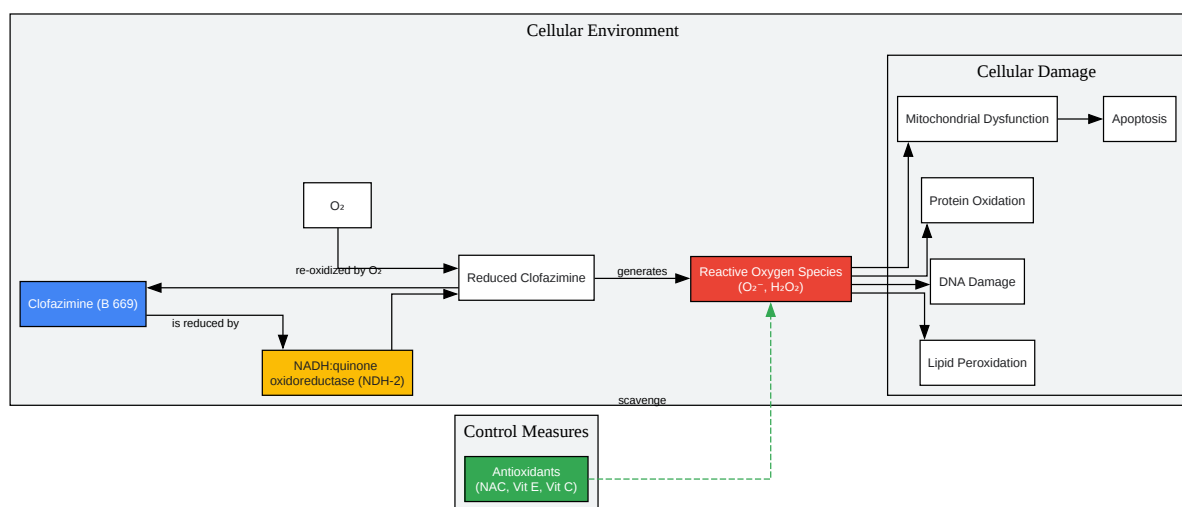 Cellular Environment
Cellular Damage
Mitochondrial Dysfunction
Apoptosis
O₂
Protein Oxidation
re-oxidized by O₂
Reduced Clofazimine
generates
Reactive Oxygen Species
(O₂⁻, H₂O₂)
DNA Damage
Clofazimine (B 669)
is reduced by
NADH:quinone
oxidoreductase (NDH-2)
Lipid Peroxidation
scavenge
Control Measures
Antioxidants
(NAC, Vit E, Vit C)